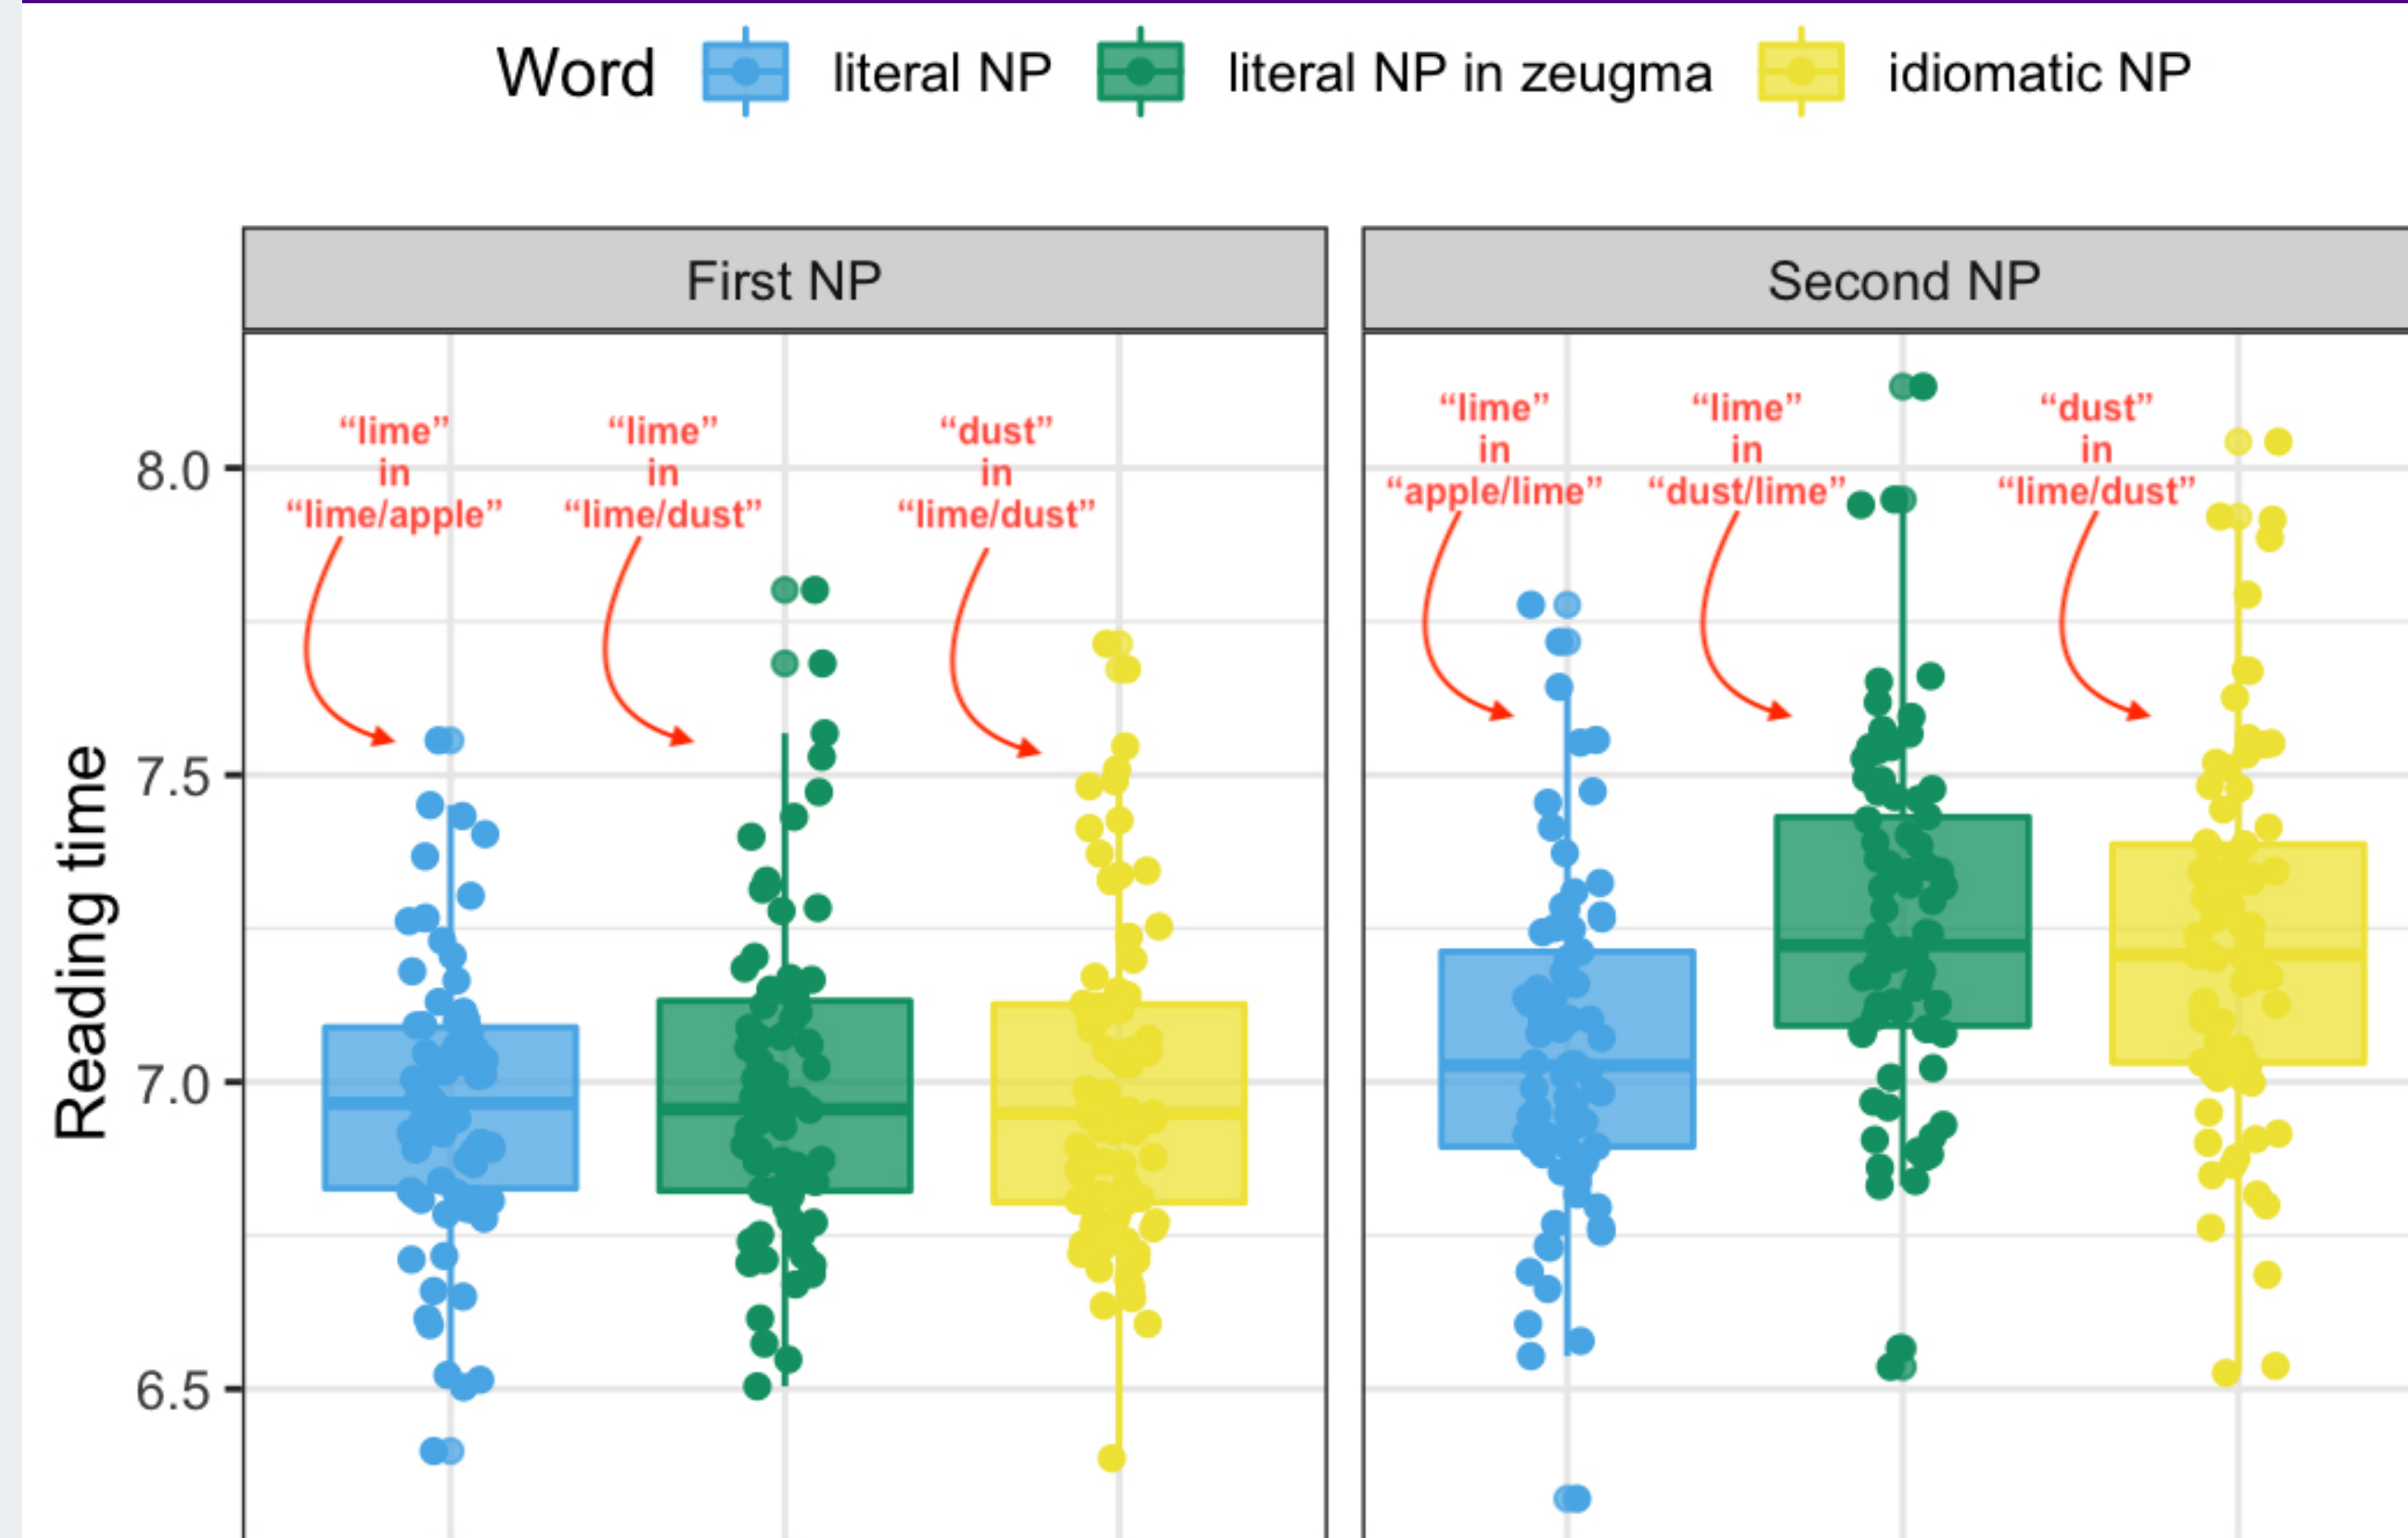 Word literal NP literal NP in zeugma idiomatic NP
First NP
Second NP
“lime”
in
“lime/apple”
“lime”
in
“lime/dust”
“dust”
in
“lime/dust”
“lime”
in
“apple/lime”
“lime”
in
“dust/lime”
“dust”
in
“lime/dust”
Reading time
8.0
7.5
7.0
6.5